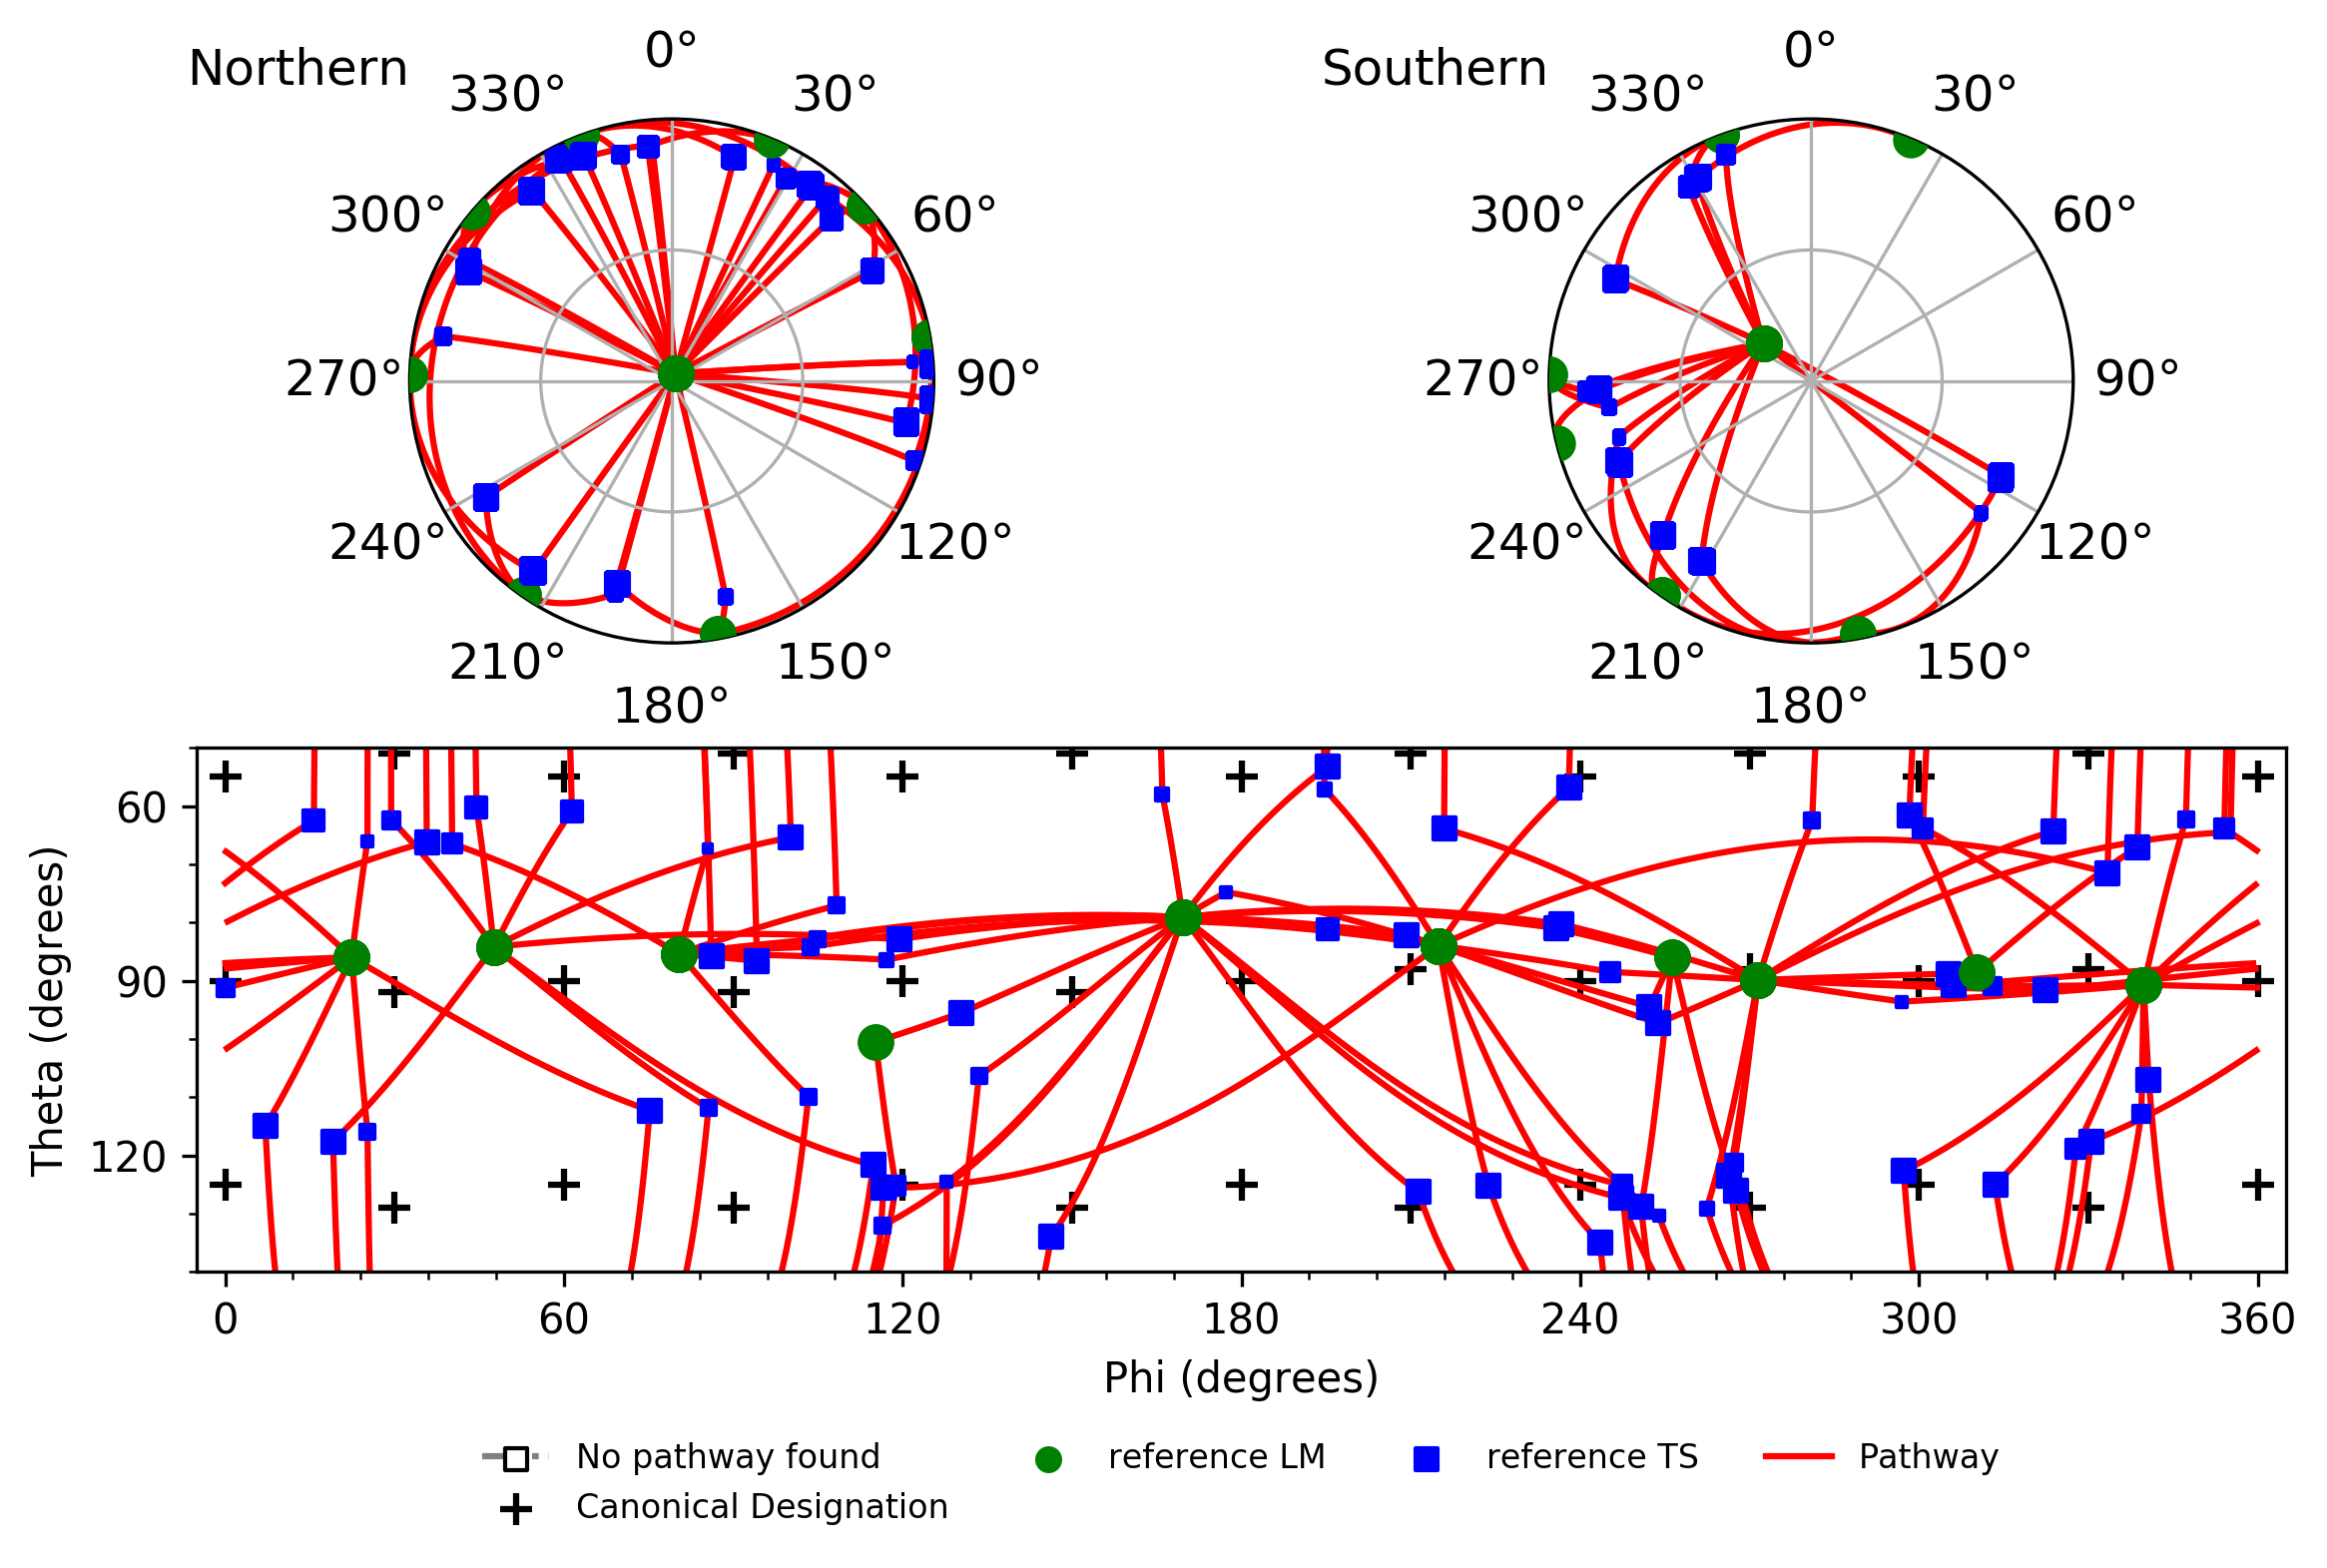 Northern
0°
30°
60°
90°
120°
150°
180°
210°
240°
270°
300°
330°
Southern
0°
30°
60°
90°
120°
150°
180°
210°
240°
270°
300°
330°
Theta (degrees)
60
90
120
0 60 120 180 240 300 360
Phi (degrees)
No pathway found
Canonical Designation
reference LM
reference TS
Pathway